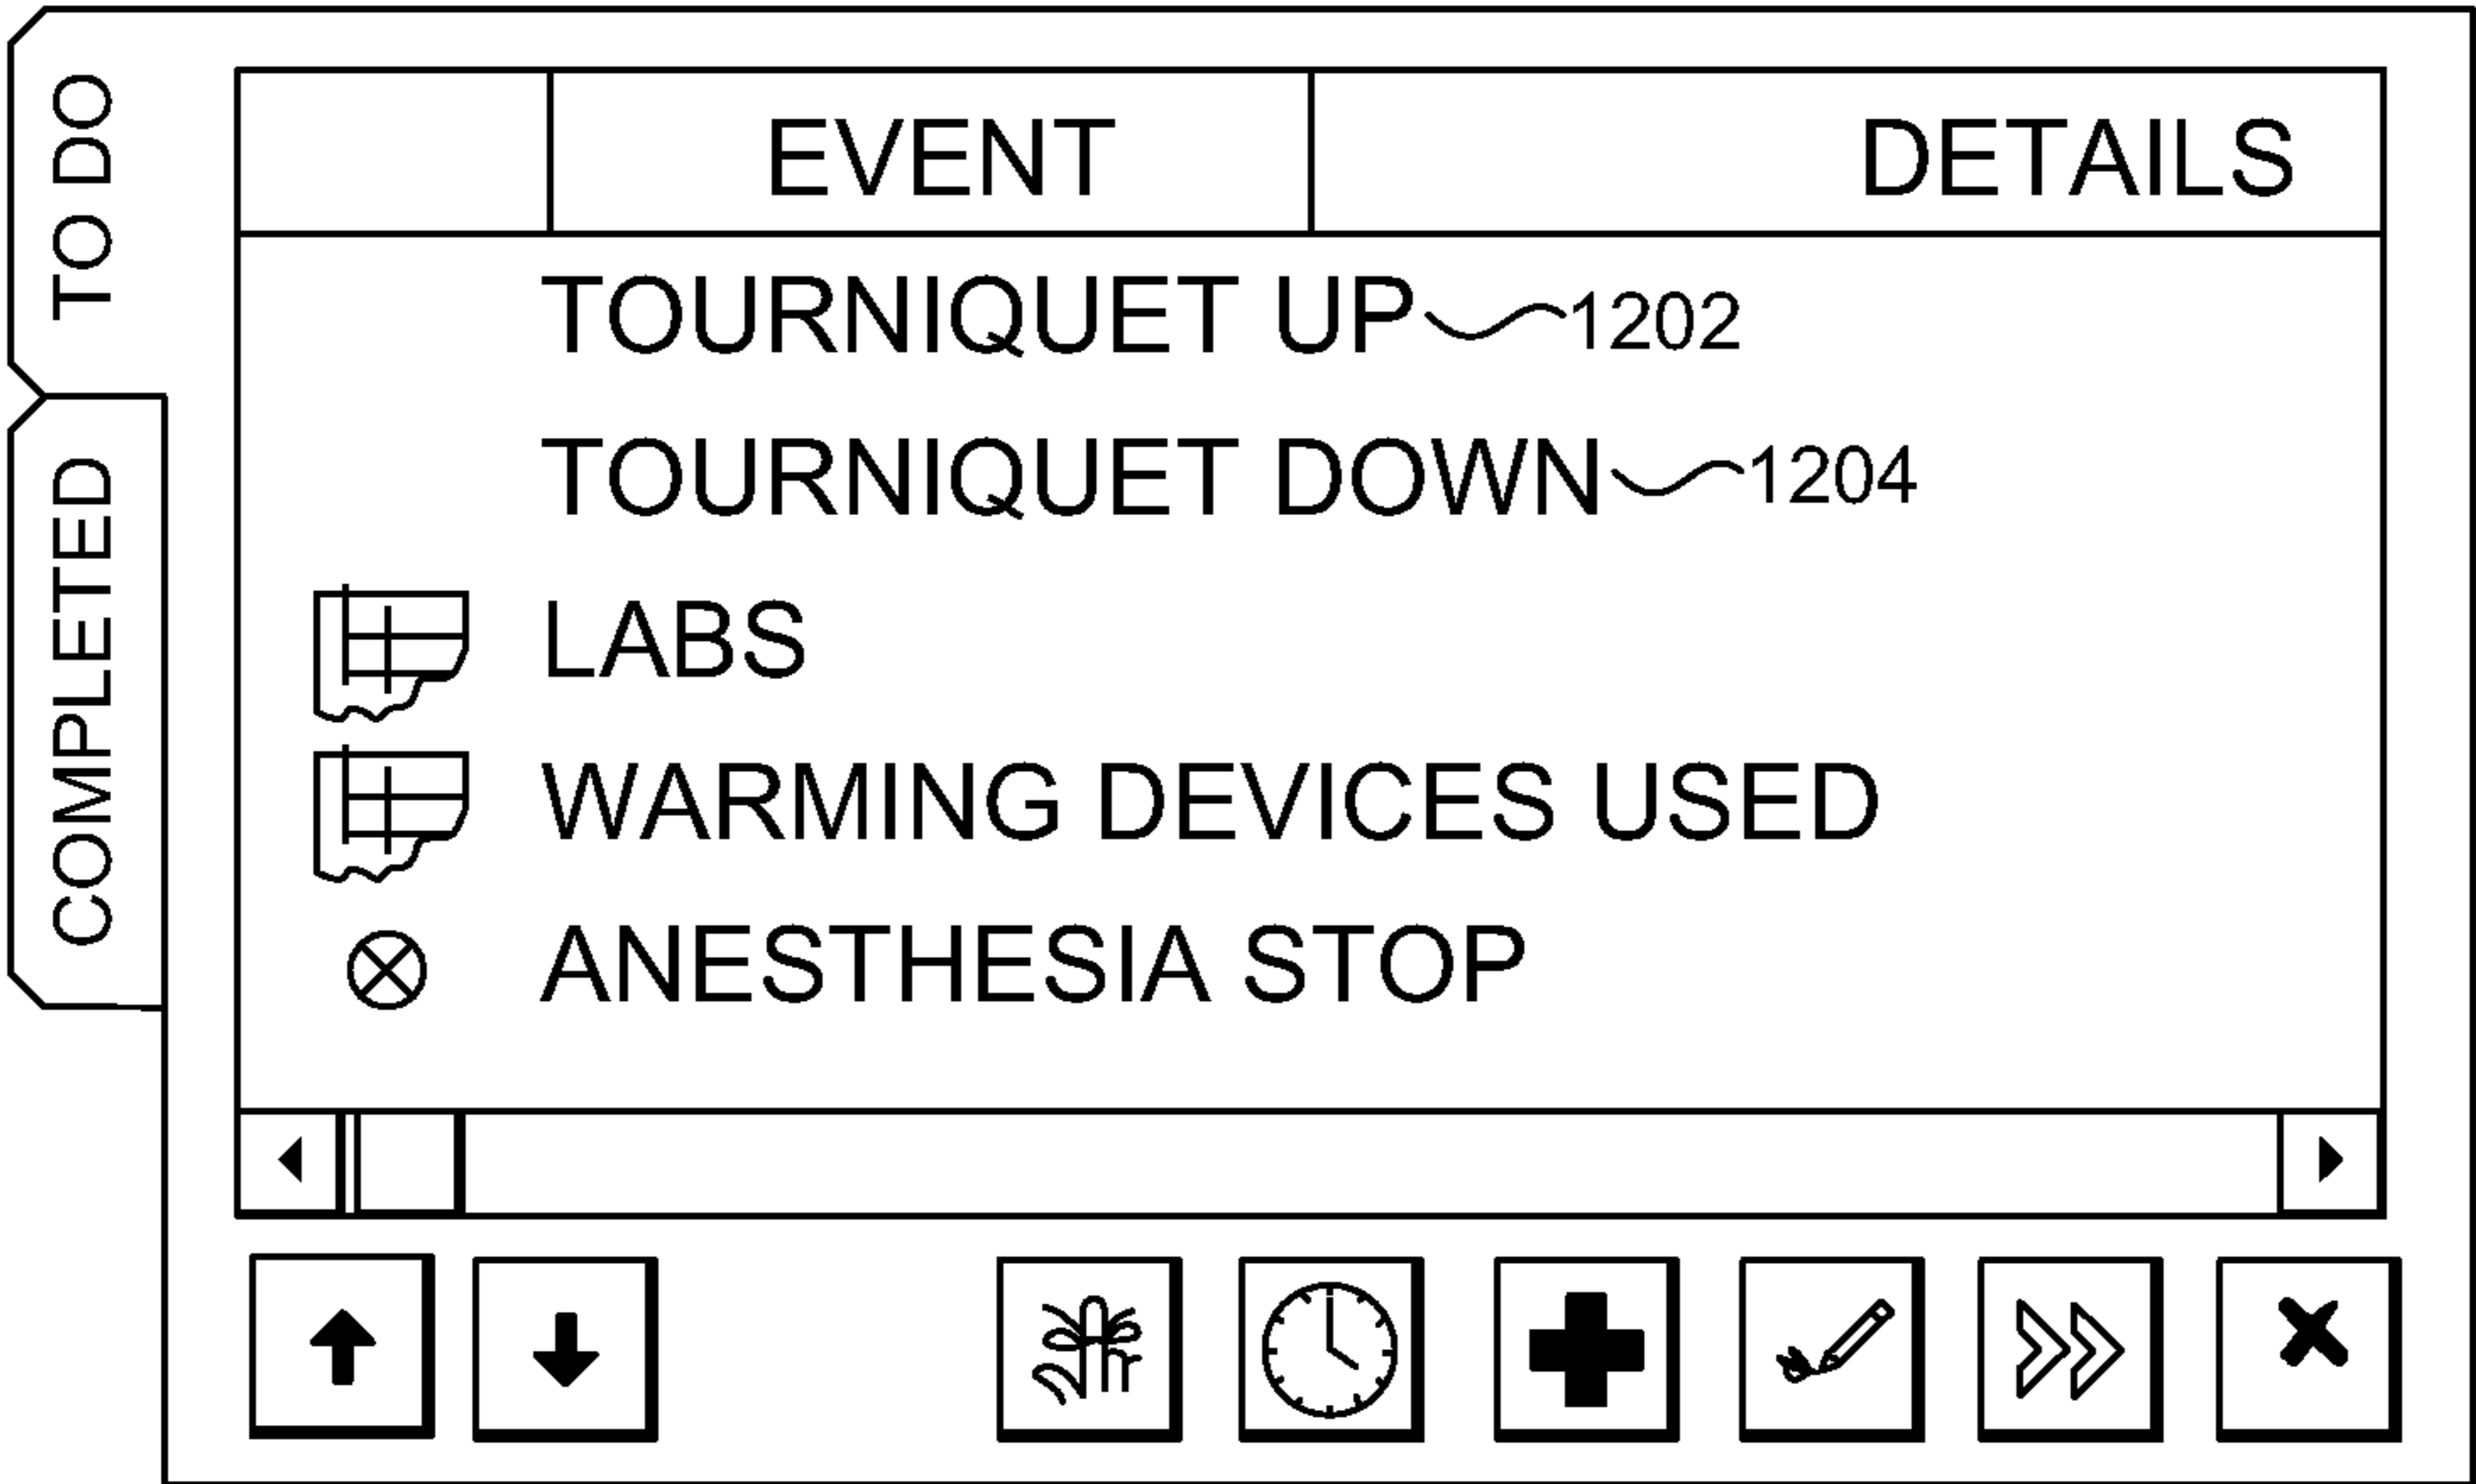 TO DO
COMPLETED
EVENT DETAILS
TOURNIQUET UP 1202
TOURNIQUET DOWN 1204
LABS
WARMING DEVICES USED
ANESTHESIA STOP